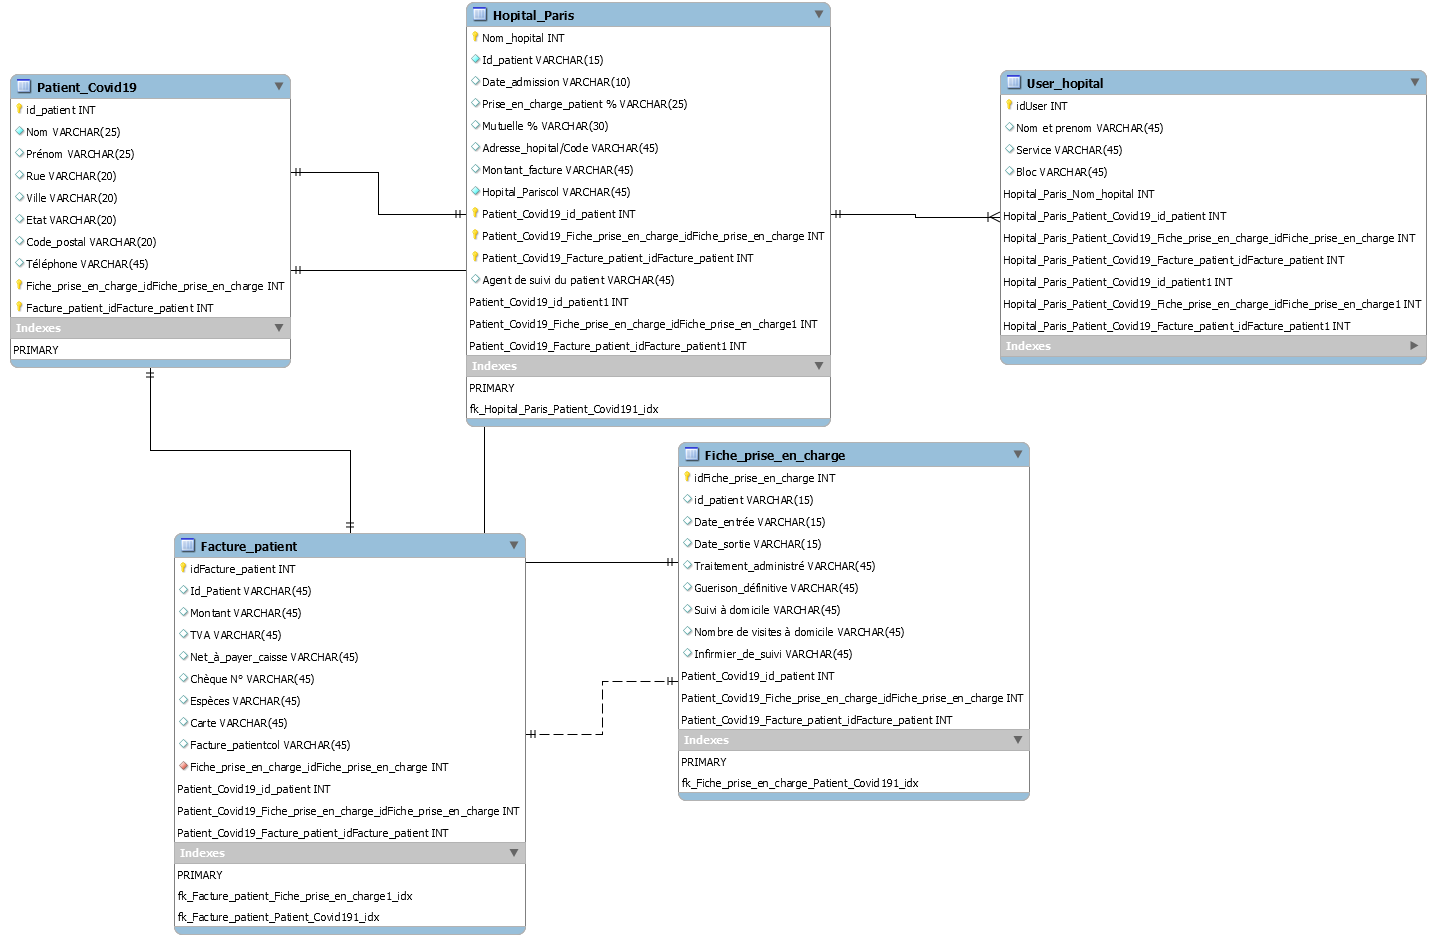 Patient_Covid19
id_patient INT
Nom VARCHAR(25)
Prénom VARCHAR(25)
Rue VARCHAR(20)
Ville VARCHAR(20)
Etat VARCHAR(20)
Code_postal VARCHAR(20)
Téléphone VARCHAR(45)
Fiche_prise_en_charge_idFiche_prise_en_charge INT
Facture_patient_idFacture_patient INT
Indexes
PRIMARY
Hopital_Paris
Nom_hopital INT
Id_patient VARCHAR(15)
Date_admission VARCHAR(10)
Prise_en_charge_patient % VARCHAR(25)
Mutuelle % VARCHAR(30)
Adresse_hopital/Code VARCHAR(45)
Montant_facture VARCHAR(45)
Hopital_Pariscol VARCHAR(45)
Patient_Covid19_id_patient INT
Patient_Covid19_Fiche_prise_en_charge_idFiche_prise_en_charge INT
Patient_Covid19_Facture_patient_idFacture_patient INT
Agent de suivi du patient VARCHAR(45)
Patient_Covid19_id_patient1 INT
Patient_Covid19_Fiche_prise_en_charge_idFiche_prise_en_charge1 INT
Patient_Covid19_Facture_patient_idFacture_patient1 INT
Indexes
PRIMARY
fk_Hopital_Paris_Patient_Covid191_idx
User_hopital
idUser INT
Nom et prenom VARCHAR(45)
Service VARCHAR(45)
Bloc VARCHAR(45)
Hopital_Paris_Nom_hopital INT
Hopital_Paris_Patient_Covid19_id_patient INT
Hopital_Paris_Patient_Covid19_Fiche_prise_en_charge_idFiche_prise_en_charge INT
Hopital_Paris_Patient_Covid19_Facture_patient_idFacture_patient INT
Hopital_Paris_Patient_Covid19_id_patient1 INT
Hopital_Paris_Patient_Covid19_Fiche_prise_en_charge_idFiche_prise_en_charge1 INT
Hopital_Paris_Patient_Covid19_Facture_patient_idFacture_patient1 INT
Indexes
Facture_patient
idFacture_patient INT
Id_Patient VARCHAR(45)
Montant VARCHAR(45)
TVA VARCHAR(45)
Net_à_payer_caisse VARCHAR(45)
Chèque N° VARCHAR(45)
Espèces VARCHAR(45)
Carte VARCHAR(45)
Facture_patientcol VARCHAR(45)
Fiche_prise_en_charge_idFiche_prise_en_charge INT
Patient_Covid19_id_patient INT
Patient_Covid19_Fiche_prise_en_charge_idFiche_prise_en_charge INT
Patient_Covid19_Facture_patient_idFacture_patient INT
Indexes
PRIMARY
fk_Facture_patient_Fiche_prise_en_charge1_idx
fk_Facture_patient_Patient_Covid191_idx
Fiche_prise_en_charge
idFiche_prise_en_charge INT
id_patient VARCHAR(15)
Date_entrée VARCHAR(15)
Date_sortie VARCHAR(15)
Traitement_administré VARCHAR(45)
Guerison_définitive VARCHAR(45)
Suivi à domicile VARCHAR(45)
Nombre de visites à domicile VARCHAR(45)
Infirmier_de_suivi VARCHAR(45)
Patient_Covid19_id_patient INT
Patient_Covid19_Fiche_prise_en_charge_idFiche_prise_en_charge INT
Patient_Covid19_Facture_patient_idFacture_patient INT
Indexes
PRIMARY
fk_Fiche_prise_en_charge_Patient_Covid191_idx